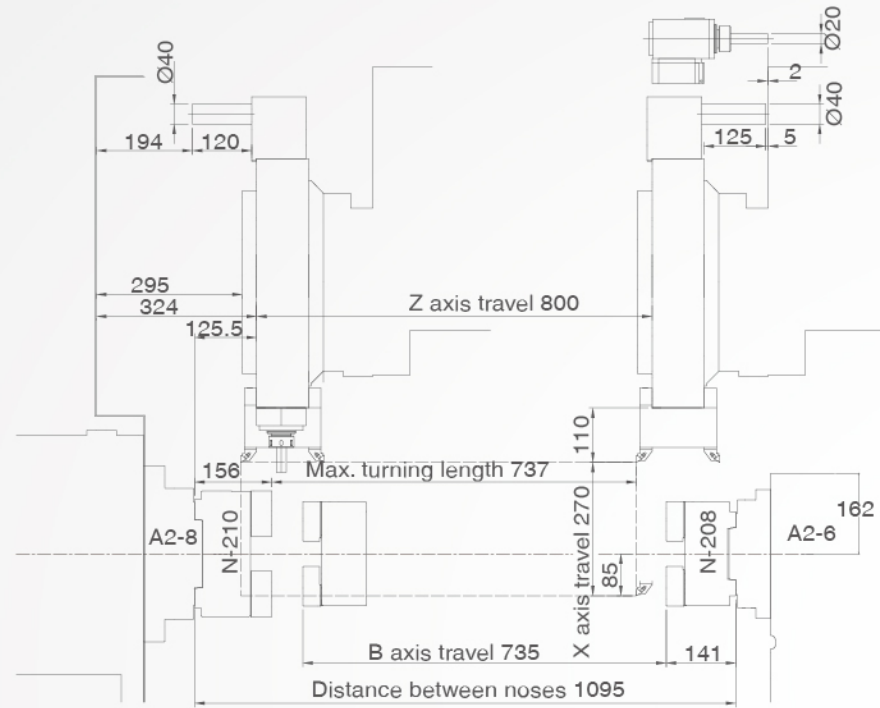 Ø20
2
Ø40
Ø40
194
120
125
5
295
324
Z axis travel 800
125.5
110
156
Max. turning length 737
A2-8
N-210
X axis travel 270
85
N-208
A2-6
162
B axis travel 735
141
Distance between noses 1095